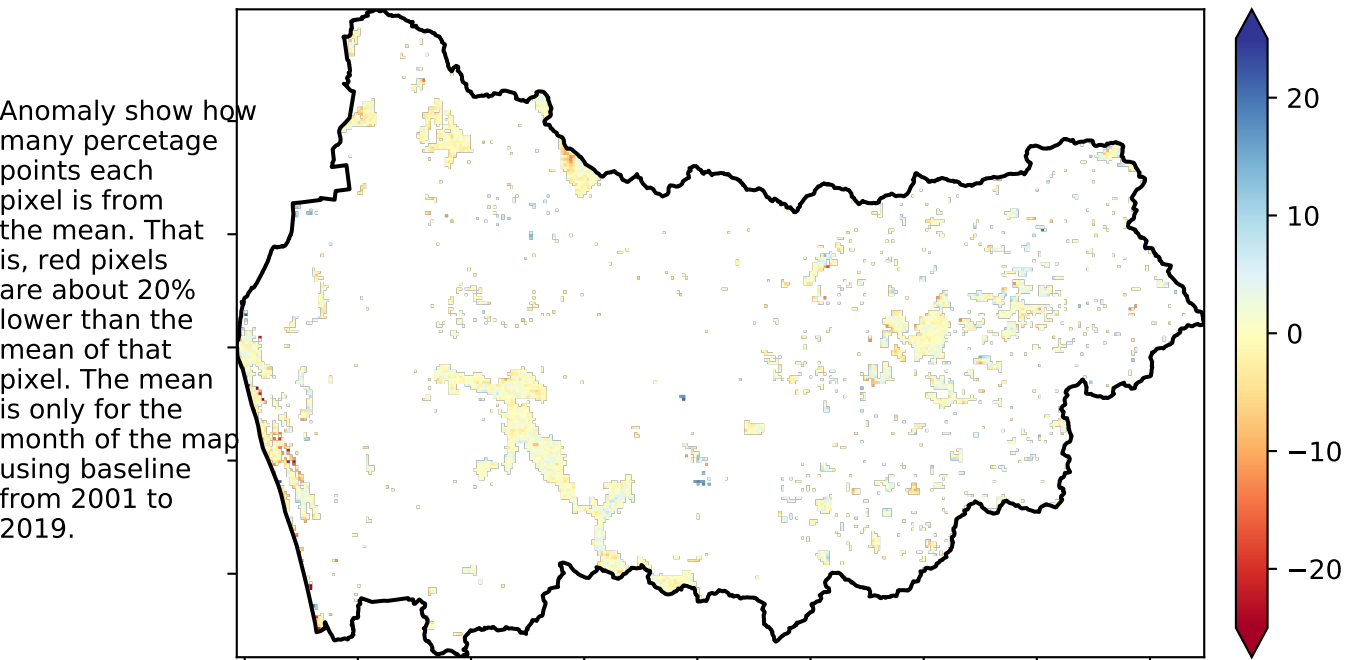 Anomaly show how
many percetage
points each
pixel is from
the mean. That
is, red pixels
are about 20%
lower than the
mean of that
pixel. The mean
is only for the
month of the map
using baseline
from 2001 to
2019.
20
10
0
−10
−20